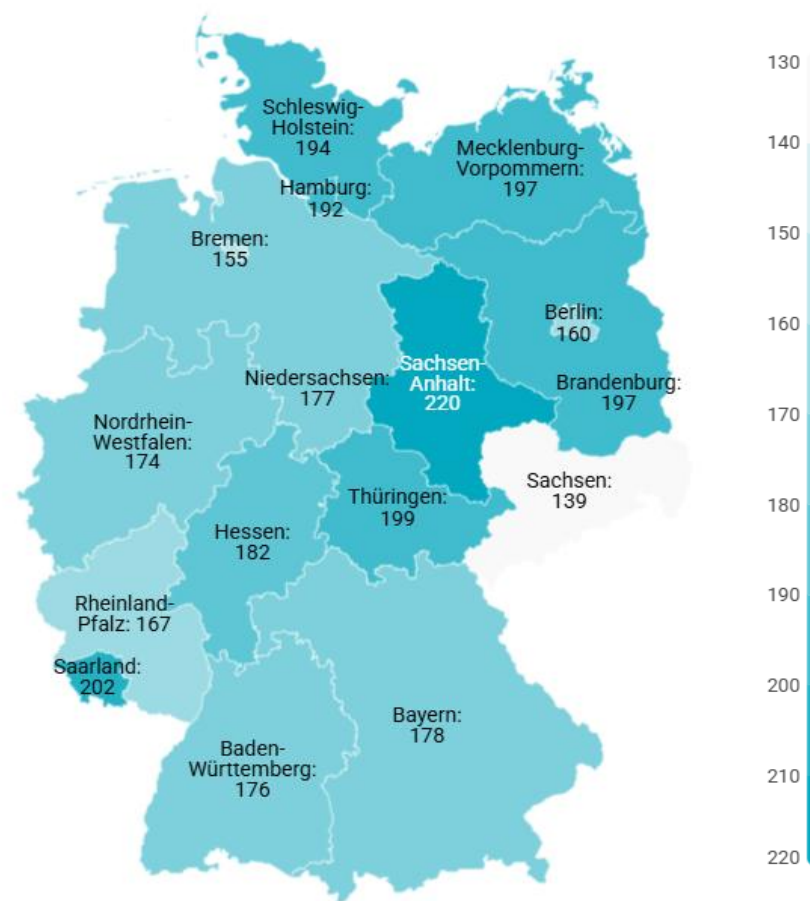 Schleswig-
Holstein:
194
Mecklenburg-
Vorpommern:
197
Hamburg:
192
Bremen:
155
Berlin:
160
Sachsen-
Anhalt:
220
Niedersachsen:
177
Brandenburg:
197
Nordrhein-
Westfalen:
174
Sachsen:
139
Thüringen:
199
Hessen:
182
Rheinland-
Pfalz: 167
Saarland:
202
Bayern:
178
Baden-
Württemberg:
176
130
140
150
160
170
180
190
200
210
220